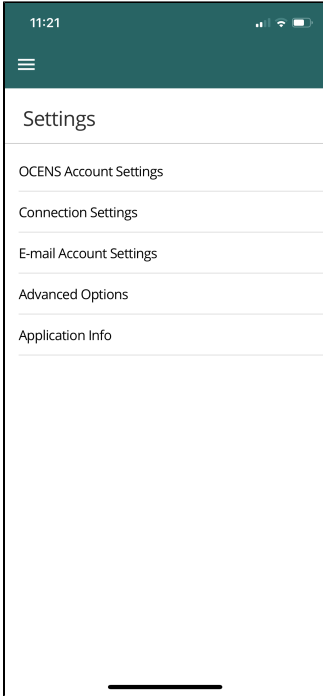 11:21
Settings
OCENS Account Settings
Connection Settings
E-mail Account Settings
Advanced Options
Application Info